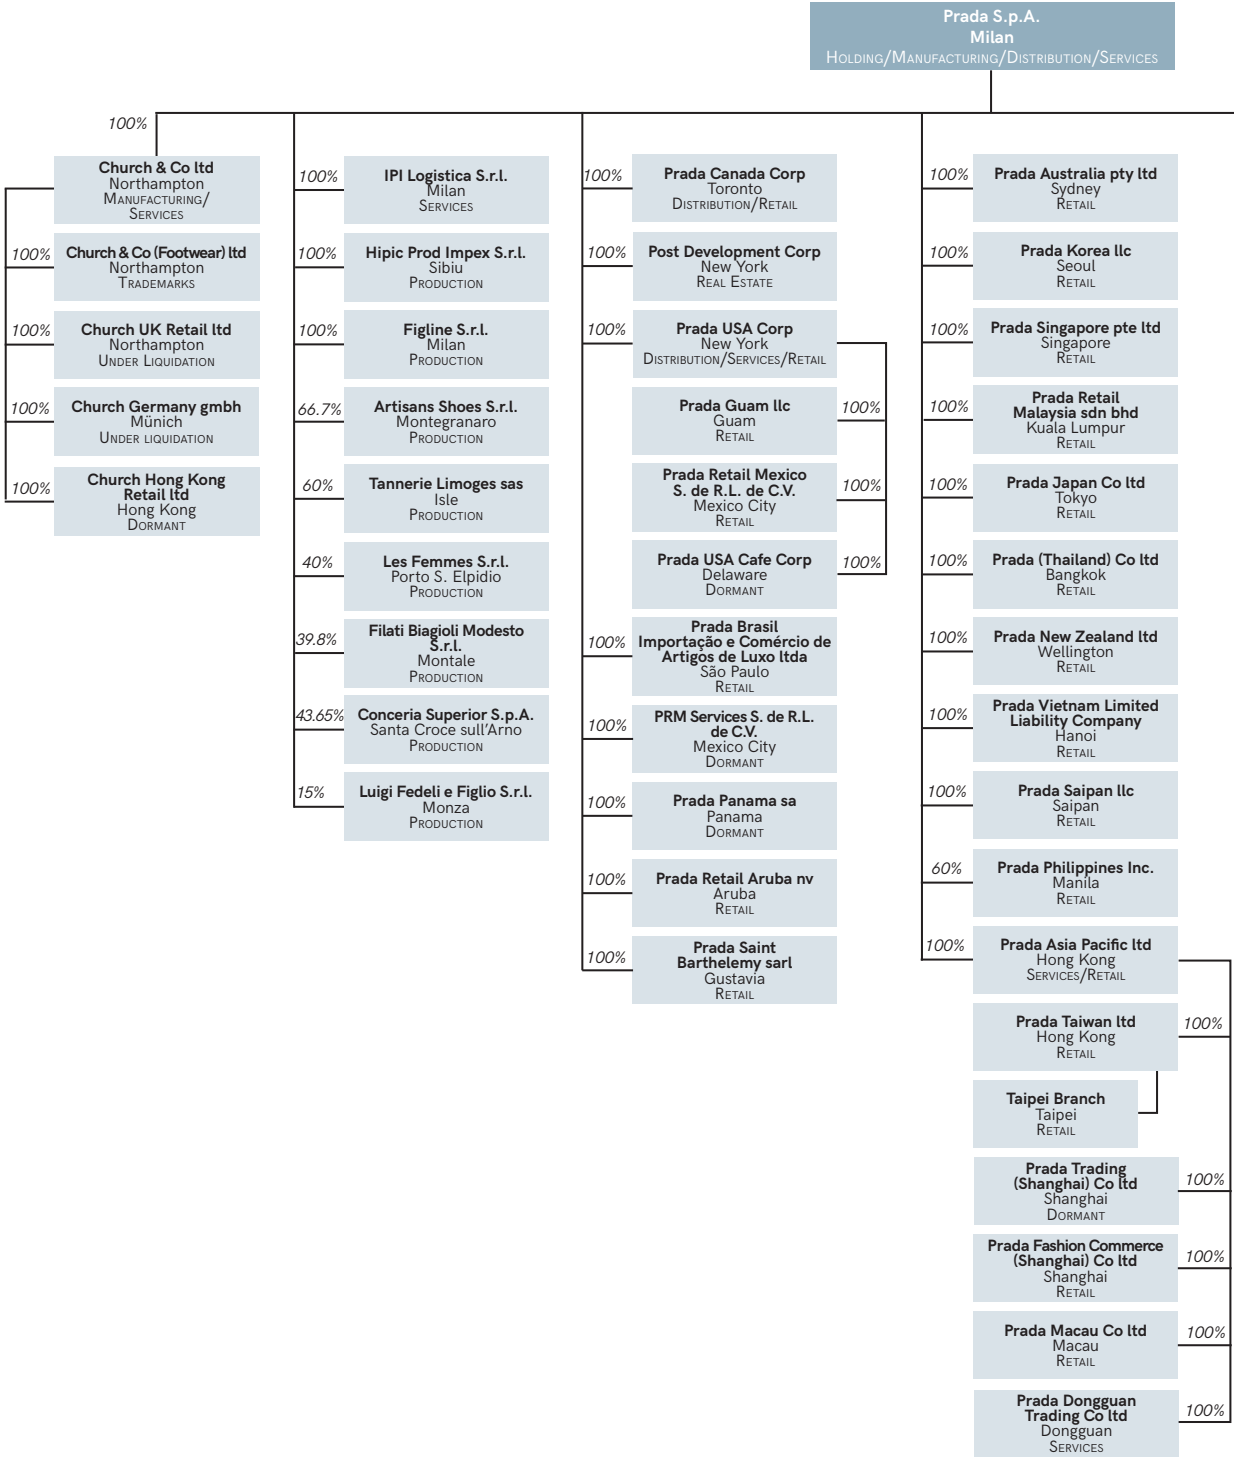 Prada S.p.A.
Milan
Holding/Manufacturing/Distribution/Services
100%
Church & Co ltd
Northampton
Manufacturing/
Services
100%
Church & Co (Footwear) ltd
Northampton
Trademarks
100%
Church UK Retail ltd
Northampton
Under Liquidation
100%
Church Germany gmbh
Münich
Under liquidation
100%
Church Hong Kong
Retail ltd
Hong Kong
Dormant
100%
IPI Logistica S.r.l.
Milan
Services
100%
Hipic Prod Impex S.r.l.
Sibiu
Production
100%
Figline S.r.l.
Milan
Production
66.7%
Artisans Shoes S.r.l.
Montegranaro
Production
60%
Tannerie Limoges sas
Isle
Production
40%
Les Femmes S.r.l.
Porto S. Elpidio
Production
39.8%
Filati Biagioli Modesto
S.r.l.
Montale
Production
43.65%
Conceria Superior S.p.A.
Santa Croce sull'Arno
Production
15%
Luigi Fedeli e Figlio S.r.l.
Monza
Production
100%
Prada Canada Corp
Toronto
Distribution/Retail
100%
Post Development Corp
New York
Real Estate
100%
Prada USA Corp
New York
Distribution/Services/Retail
Prada Guam llc
Guam
Retail
100%
Prada Retail Mexico
S. de R.L. de C.V.
Mexico City
Retail
100%
Prada USA Cafe Corp
Delaware
Dormant
100%
100%
Prada Brasil
Importação e Comércio de
Artigos de Luxo ltda
São Paulo
Retail
100%
PRM Services S. de R.L.
de C.V.
Mexico City
Dormant
100%
Prada Panama sa
Panama
Dormant
100%
Prada Retail Aruba nv
Aruba
Retail
100%
Prada Saint
Barthelemy sarl
Gustavia
Retail
100%
Prada Australia pty ltd
Sydney
Retail
100%
Prada Korea llc
Seoul
Retail
100%
Prada Singapore pte ltd
Singapore
Retail
100%
Prada Retail
Malaysia sdn bhd
Kuala Lumpur
Retail
100%
Prada Japan Co ltd
Tokyo
Retail
100%
Prada (Thailand) Co ltd
Bangkok
Retail
100%
Prada New Zealand ltd
Wellington
Retail
100%
Prada Vietnam Limited
Liability Company
Hanoi
Retail
100%
Prada Saipan llc
Saipan
Retail
60%
Prada Philippines Inc.
Manila
Retail
100%
Prada Asia Pacific ltd
Hong Kong
Services/Retail
Prada Taiwan ltd
Hong Kong
Retail
100%
Taipei Branch
Taipei
Retail
Prada Trading
(Shanghai) Co ltd
Shanghai
Dormant
100%
Prada Fashion Commerce
(Shanghai) Co ltd
Shanghai
Retail
100%
Prada Macau Co ltd
Macau
Retail
100%
Prada Dongguan
Trading Co ltd
Dongguan
Services
100%